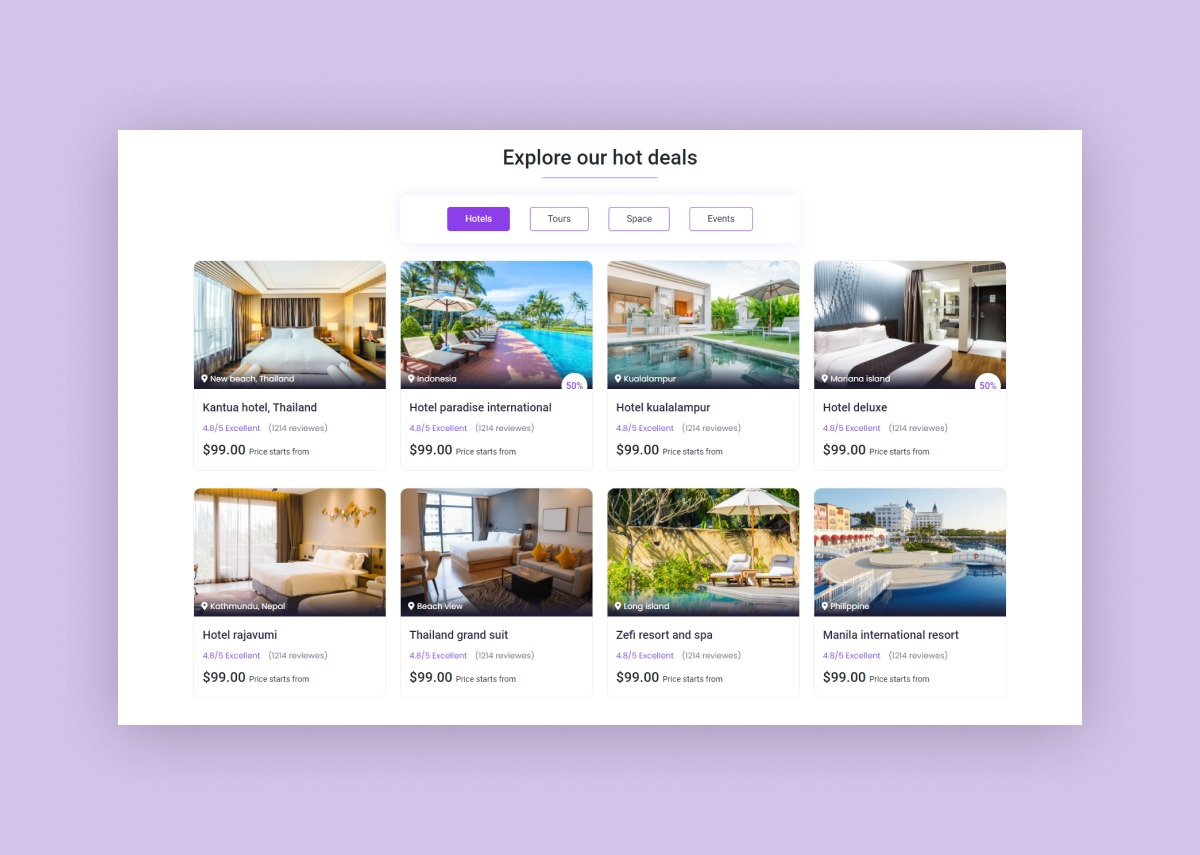 Explore our hot deals
Hotels
Tours
Space
Events
New beach, Thailand
Kantua hotel, Thailand
4.8/5 Excellent (1214 reviewes)
$99.00 Price starts from
Indonesia
50%
Hotel paradise international
4.8/5 Excellent (1214 reviewes)
$99.00 Price starts from
Kualalampur
Hotel kualalampur
4.8/5 Excellent (1214 reviewes)
$99.00 Price starts from
Mariana island
50%
Hotel deluxe
4.8/5 Excellent (1214 reviewes)
$99.00 Price starts from
Kathmundu, Nepal
Hotel rajavumi
4.8/5 Excellent (1214 reviewes)
$99.00 Price starts from
Beach view
Thailand grand suit
4.8/5 Excellent (1214 reviewes)
$99.00 Price starts from
Long island
Zefi resort and spa
4.8/5 Excellent (1214 reviewes)
$99.00 Price starts from
Philippine
Manila international resort
4.8/5 Excellent (1214 reviewes)
$99.00 Price starts from